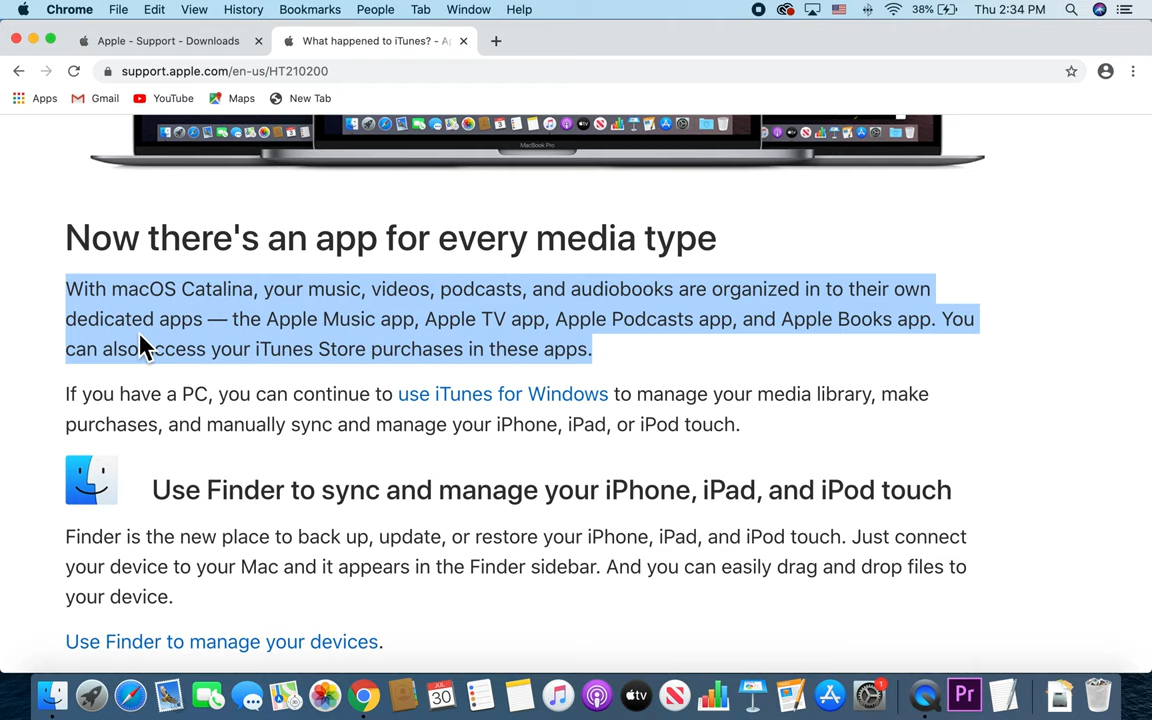 Chrome File Edit View History Bookmarks People Tab Window Help 38% Thu 2:34 PM
Apple - Support - Downloads What happened to iTunes? - A
support.apple.com/en-us/HT210200
Apps Gmail YouTube Maps New Tab
MacBook Pro
Now there's an app for every media type
With macOS Catalina, your music, videos, podcasts, and audiobooks are organized in to their own
dedicated apps — the Apple Music app, Apple TV app, Apple Podcasts app, and Apple Books app. You
can also access your iTunes Store purchases in these apps.
If you have a PC, you can continue to use iTunes for Windows to manage your media library, make
purchases, and manually sync and manage your iPhone, iPad, or iPod touch.
Use Finder to sync and manage your iPhone, iPad, and iPod touch
Finder is the new place to back up, update, or restore your iPhone, iPad, and iPod touch. Just connect
your device to your Mac and it appears in the Finder sidebar. And you can easily drag and drop files to
your device.
Use Finder to manage your devices.
JUL 30 tv 1 Pr